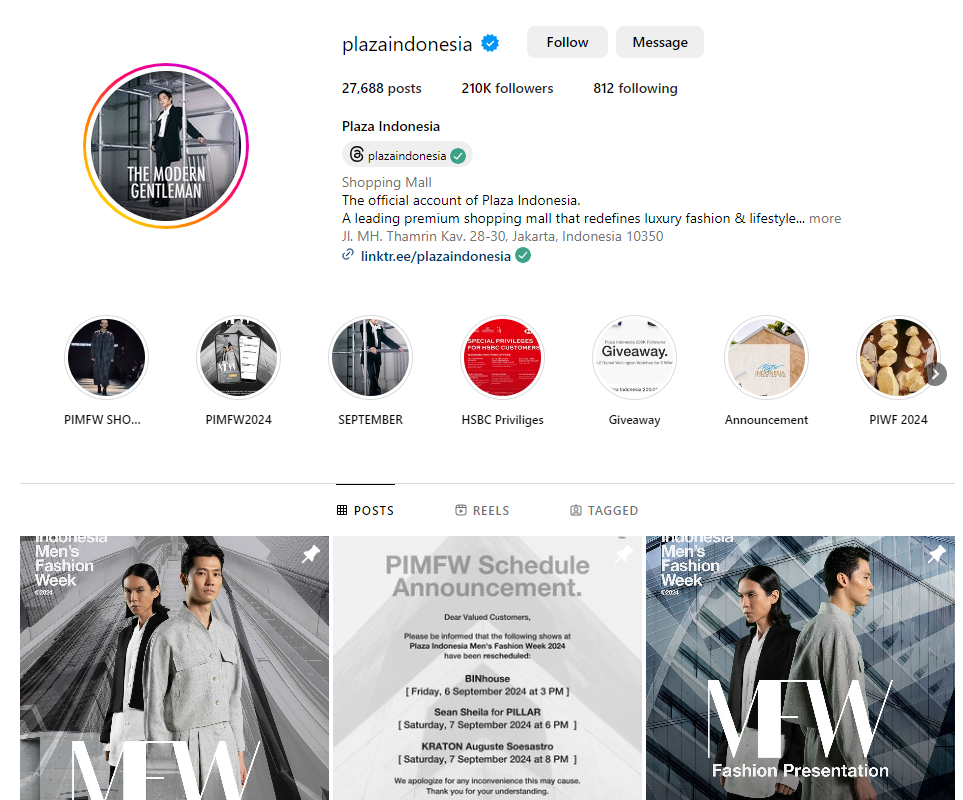 plazaindonesia
Follow
Message
27,688 posts
210K followers
812 following
THE MODERN
GENTLEMAN
Plaza Indonesia
plazaindonesia
Shopping Mall
The official account of Plaza Indonesia.
A leading premium shopping mall that redefines luxury fashion & lifestyle... more
Jl. MH. Thamrin Kav. 28-30, Jakarta, Indonesia 10350
linktr.ee/plazaindonesia
SPECIAL PRIVILEGES
FOR HSBC CUSTOMERS
Plaza Indonesia 200K Followers
Giveaway.
INDONESIA
PIMFW SHO...
PIMFW2024
SEPTEMBER
HSBC Priviliges
Giveaway
Announcement
PIWF 2024
POSTS
REELS
TAGGED
Indonesia
Men's
Fashion
Week
©2024
MFW
PIMFW Schedule
Announcement.
Dear Valued Customers,
Please be informed that the following shows at
Plaza Indonesia Men's Fashion Week 2024
have been rescheduled:
BINhouse
[ Friday, 6 September 2024 at 3 PM ]
Sean Sheila for PILLAR
[ Saturday, 7 September 2024 at 6 PM ]
KRATON Auguste Soesastro
[ Saturday, 7 September 2024 at 8 PM ]
We apologize for any inconvenience this may cause.
Thank you for your understanding.
Indonesia
Men's
Fashion
Week
©2024
MFW
Fashion Presentation